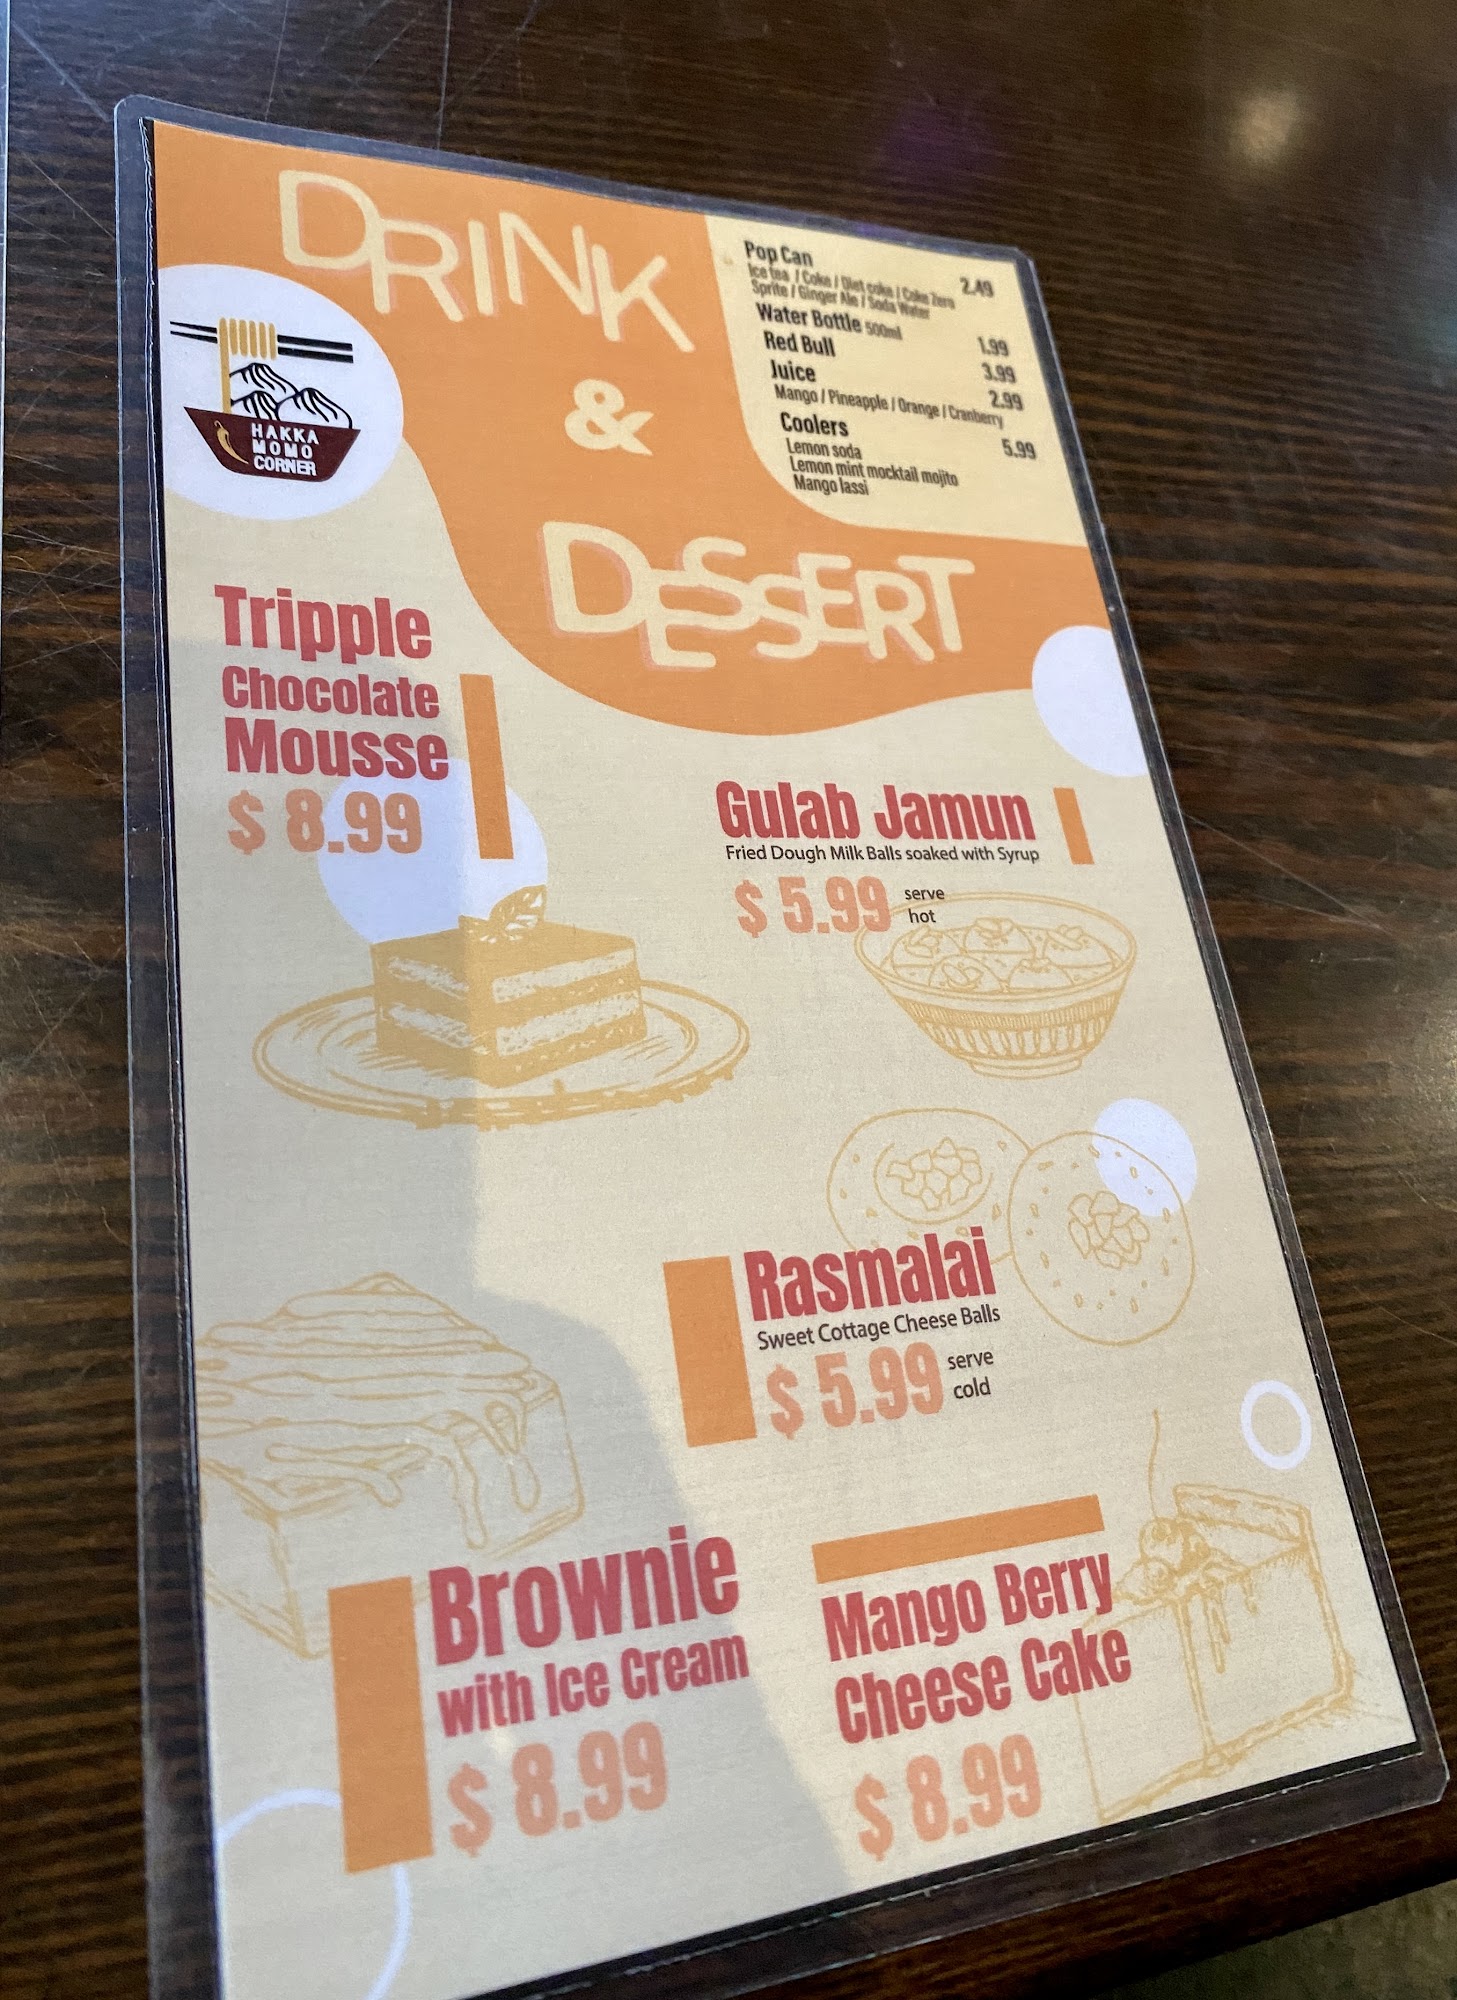 DRINK
&
DESSERT
HAKKA
MOMO
CORNER
Pop Can 2.49
Ice tea / Coke / Diet coke / Coke Zero
Sprite / Ginger Ale / Soda Water
Water Bottle 500ml 1.99
Red Bull 3.99
Juice 2.99
Mango / Pineapple / Orange / Cranberry
Coolers 5.99
Lemon soda
Lemon mint mocktail mojito
Mango lassi
Tripple
Chocolate
Mousse
$ 8.99
Gulab Jamun
Fried Dough Milk Balls soaked with Syrup
$ 5.99 serve
hot
Rasmalai
Sweet Cottage Cheese Balls
$ 5.99 serve
cold
Brownie
with Ice Cream
$ 8.99
Mango Berry
Cheese Cake
$ 8.99